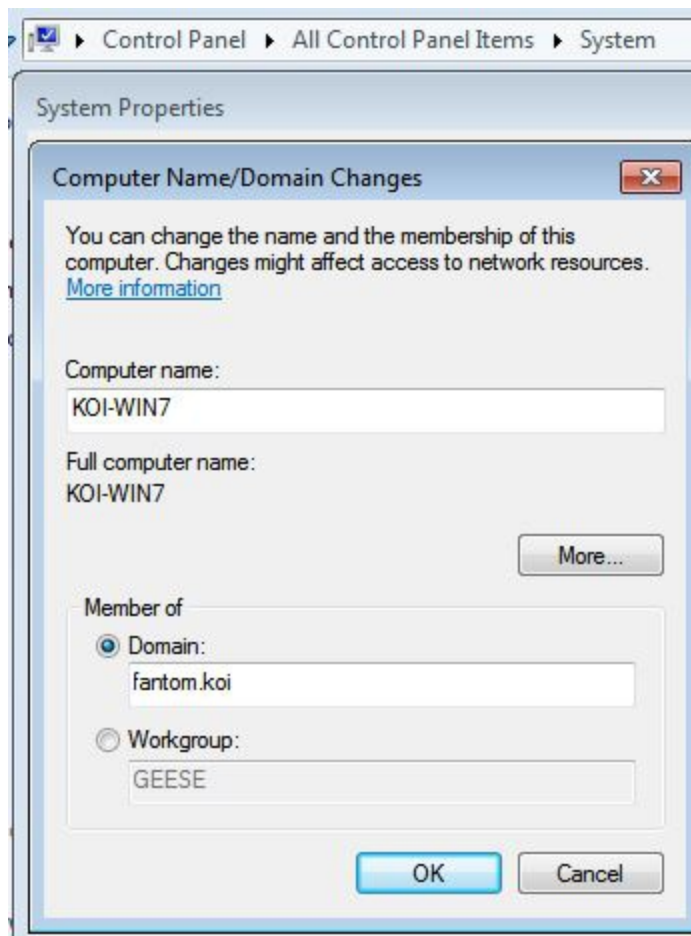 Control Panel ▸ All Control Panel Items ▸ System
System Properties
Computer Name/Domain Changes
You can change the name and the membership of this
computer. Changes might affect access to network resources.
More information
Computer name:
KOI-WIN7
Full computer name:
KOI-WIN7
More...
Member of
Domain:
fantom.koi
Workgroup:
GEESE
OK
Cancel